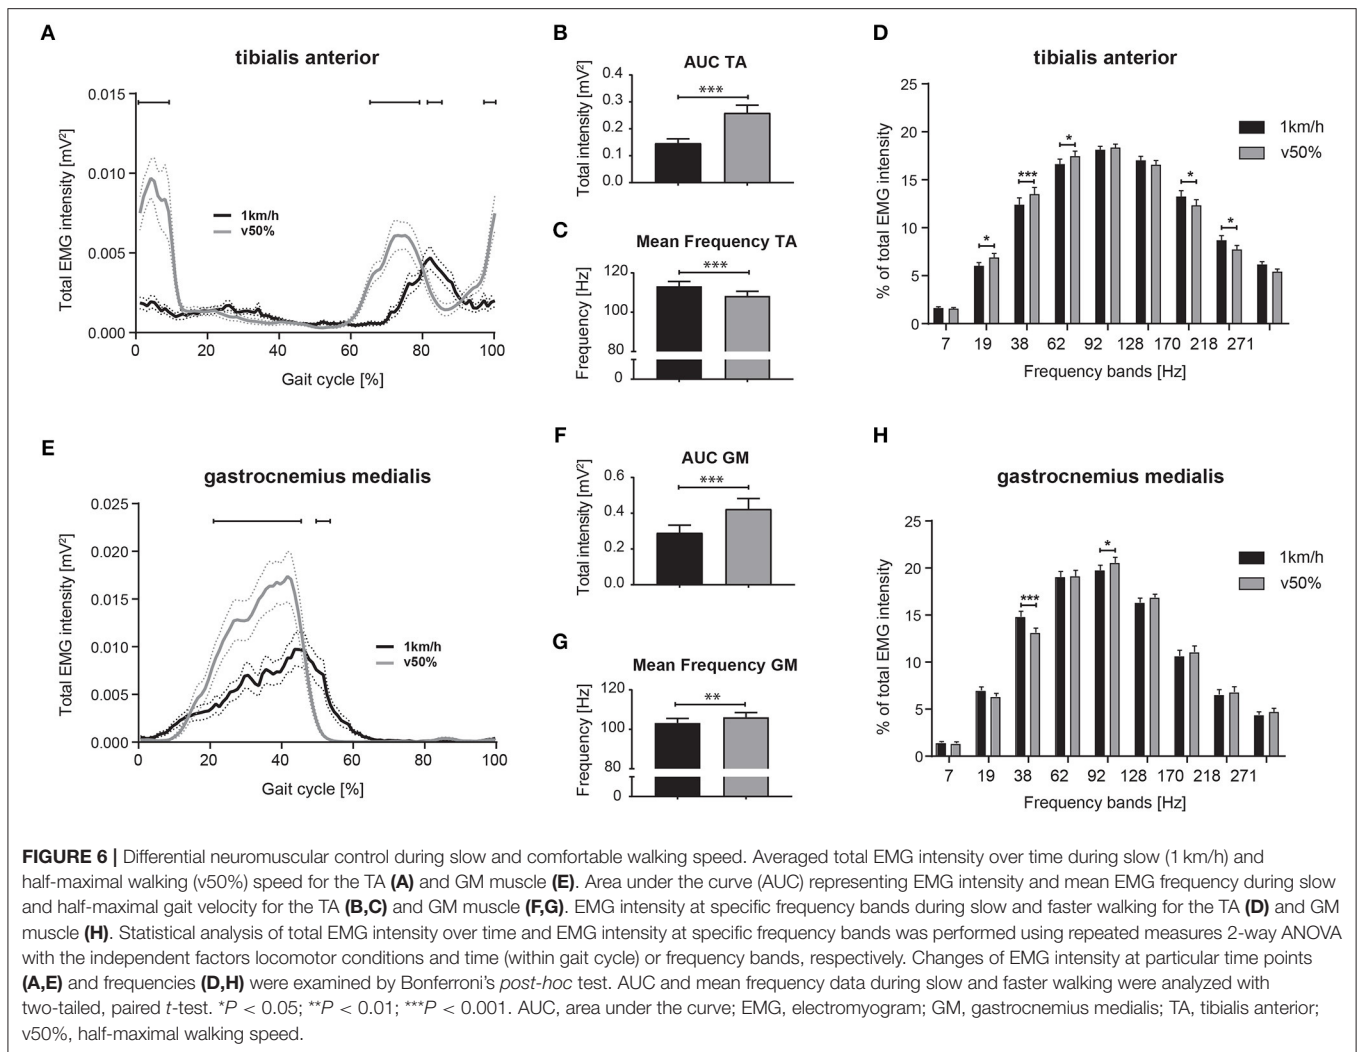 A
tibialis anterior
Total EMG intensity [mV²]
0.015
0.010
0.005
0.000
1km/h
v50%
0 20 40 60 80 100
Gait cycle [%]
B
AUC TA
Total intensity [mV²]
0.4
0.3
0.2
0.1
0.0
***
C
Mean Frequency TA
Frequency [Hz]
120
100
80
0
***
D
tibialis anterior
% of total EMG intensity
25
20
15
10
5
0
1km/h
v50%
* *** * * *
7 19 38 62 92 128 170 218 271
Frequency bands [Hz]
E
gastrocnemius medialis
Total EMG intensity [mV²]
0.025
0.020
0.015
0.010
0.005
0.000
1km/h
v50%
0 20 40 60 80 100
Gait cycle [%]
F
AUC GM
Total intensity [mV²]
0.6
0.4
0.2
0.0
***
G
Mean Frequency GM
Frequency [Hz]
120
100
80
0
**
H
gastrocnemius medialis
% of total EMG intensity
25
20
15
10
5
0
1km/h
v50%
*** *
7 19 38 62 92 128 170 218 271
Frequency bands [Hz]
FIGURE 6 | Differential neuromuscular control during slow and comfortable walking speed. Averaged total EMG intensity over time during slow (1 km/h) and
half-maximal walking (v50%) speed for the TA (A) and GM muscle (E). Area under the curve (AUC) representing EMG intensity and mean EMG frequency during slow
and half-maximal gait velocity for the TA (B,C) and GM muscle (F,G). EMG intensity at specific frequency bands during slow and faster walking for the TA (D) and GM
muscle (H). Statistical analysis of total EMG intensity over time and EMG intensity at specific frequency bands was performed using repeated measures 2-way ANOVA
with the independent factors locomotor conditions and time (within gait cycle) or frequency bands, respectively. Changes of EMG intensity at particular time points
(A,E) and frequencies (D,H) were examined by Bonferroni's post-hoc test. AUC and mean frequency data during slow and faster walking were analyzed with
two-tailed, paired t-test. *P < 0.05; **P < 0.01; ***P < 0.001. AUC, area under the curve; EMG, electromyogram; GM, gastrocnemius medialis; TA, tibialis anterior;
v50%, half-maximal walking speed.